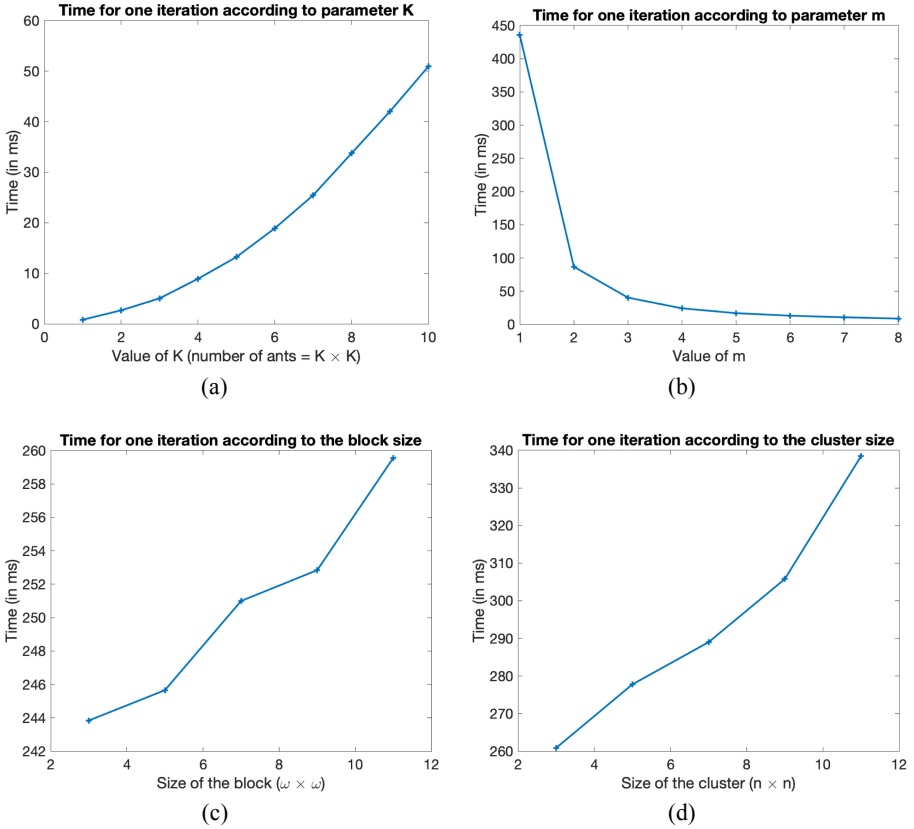 Time for one iteration according to parameter K
60
50
40
30
20
10
0
Time (in ms)
0 2 4 6 8 10
Value of K (number of ants = K × K)
(a)
Time for one iteration according to parameter m
450
400
350
300
250
200
150
100
50
0
Time (in ms)
1 2 3 4 5 6 7 8
Value of m
(b)
Time for one iteration according to the block size
260
258
256
254
252
250
248
246
244
242
Time (in ms)
2 4 6 8 10 12
Size of the block (ω × ω)
(c)
Time for one iteration according to the cluster size
340
330
320
310
300
290
280
270
260
Time (in ms)
2 4 6 8 10 12
Size of the cluster (n × n)
(d)